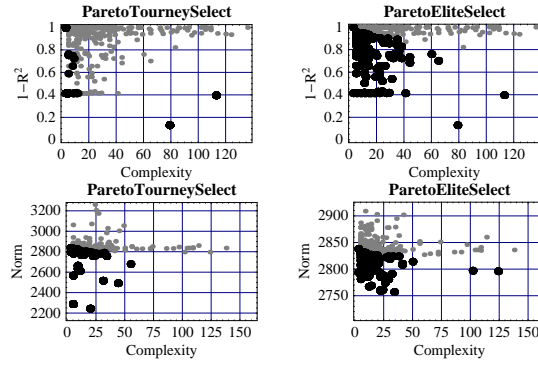 ParetoTourneySelect
1
0.8
0.6
0.4
0.2
0
1−R²
0 20 40 60 80 100 120
Complexity
ParetoEliteSelect
1
0.8
0.6
0.4
0.2
0
1−R²
0 20 40 60 80 100 120
Complexity
ParetoTourneySelect
3200
3000
2800
2600
2400
2200
Norm
0 25 50 75 100 125 150
Complexity
ParetoEliteSelect
2900
2850
2800
2750
Norm
0 25 50 75 100 125 150
Complexity